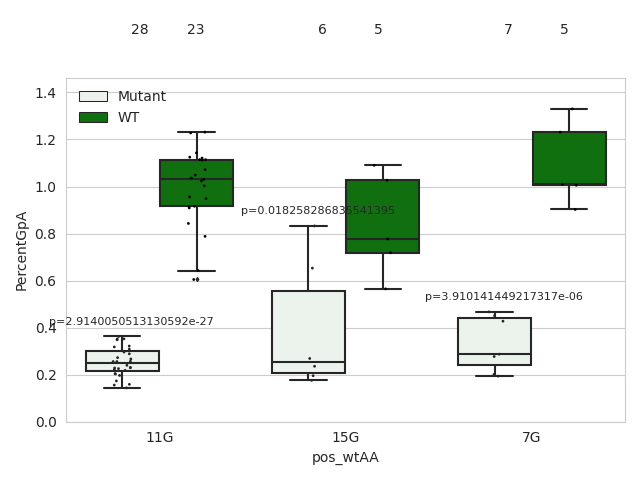 28 23 6 5 7 5
1.4
Mutant
WT
1.2
1.0
p=0.018258286835541395
0.8
0.6
p=3.910141449217317e-06
p=2.9140050513130592e-27
0.4
0.2
0.0
PercentGpA
11G 15G 7G
pos_wtAA